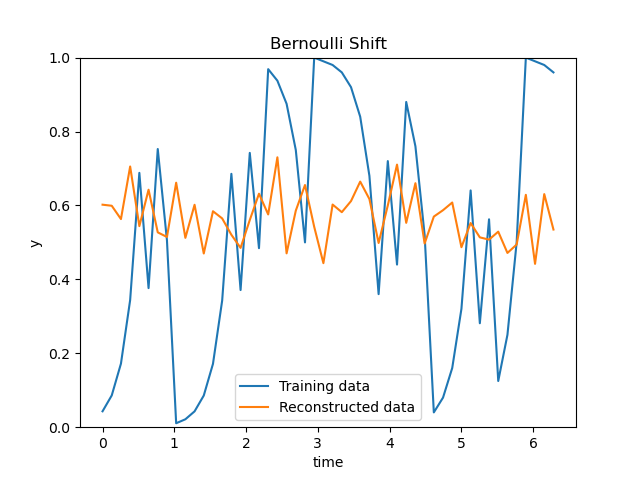 Bernoulli Shift
1.0
0.8
0.6
0.4
0.2
0.0
y
Training data
Reconstructed data
0 1 2 3 4 5 6
time